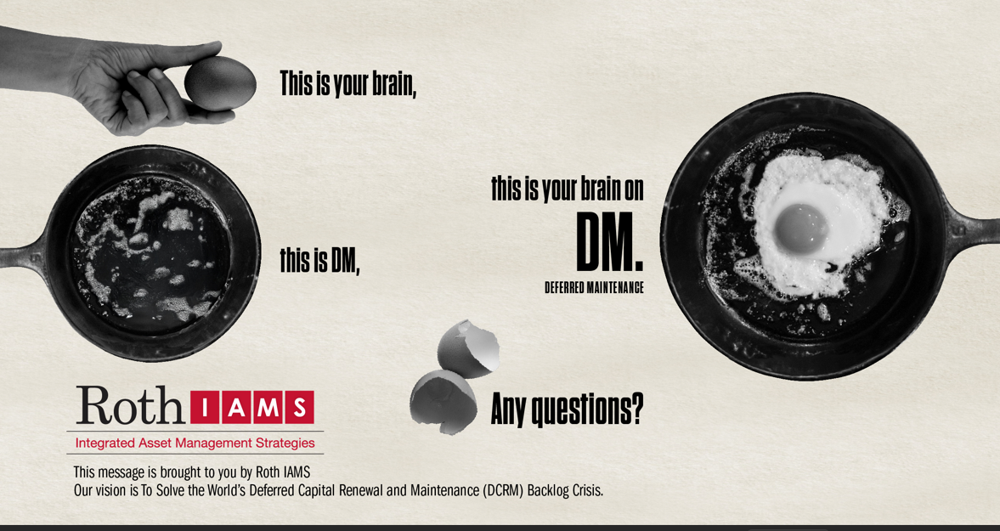 This is your brain,
this is DM,
this is your brain on
DM.
DEFERRED MAINTENANCE
Any questions?
Roth IAMS
Integrated Asset Management Strategies
This message is brought to you by Roth IAMS
Our vision is To Solve the World's Deferred Capital Renewal and Maintenance (DCRM) Backlog Crisis.